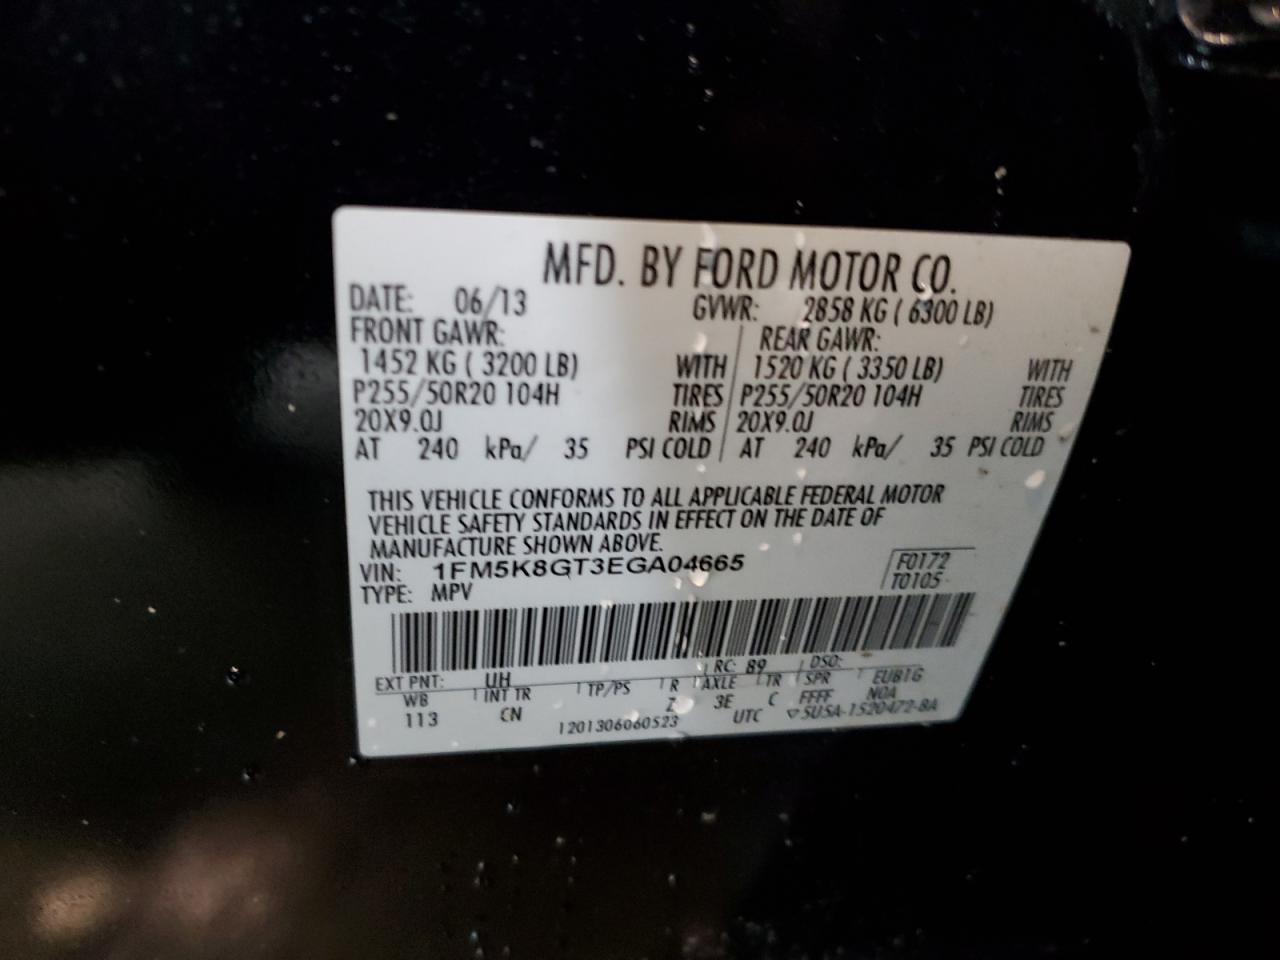 MFD. BY FORD MOTOR CO.
DATE: 06/13 GVWR: 2858 KG ( 6300 LB)
FRONT GAWR: REAR GAWR:
1452 KG ( 3200 LB) WITH 1520 KG ( 3350 LB) WITH
P255/50R20 104H TIRES P255/50R20 104H TIRES
20X9.0J RIMS 20X9.0J RIMS
AT 240 kPa/ 35 PSI COLD AT 240 kPa/ 35 PSI COLD
THIS VEHICLE CONFORMS TO ALL APPLICABLE FEDERAL MOTOR
VEHICLE SAFETY STANDARDS IN EFFECT ON THE DATE OF
MANUFACTURE SHOWN ABOVE.
VIN: 1FM5K8GT3EGA04665 F0172
TYPE: MPV T0105
EXT PNT: UH RC: 89 DSO:
WB INT TR TP/PS R AXLE TR SPR EUB1G
113 CN Z 3E C FFFF NOA
1201306060523 UTC ▽5U5A-1520472-BA